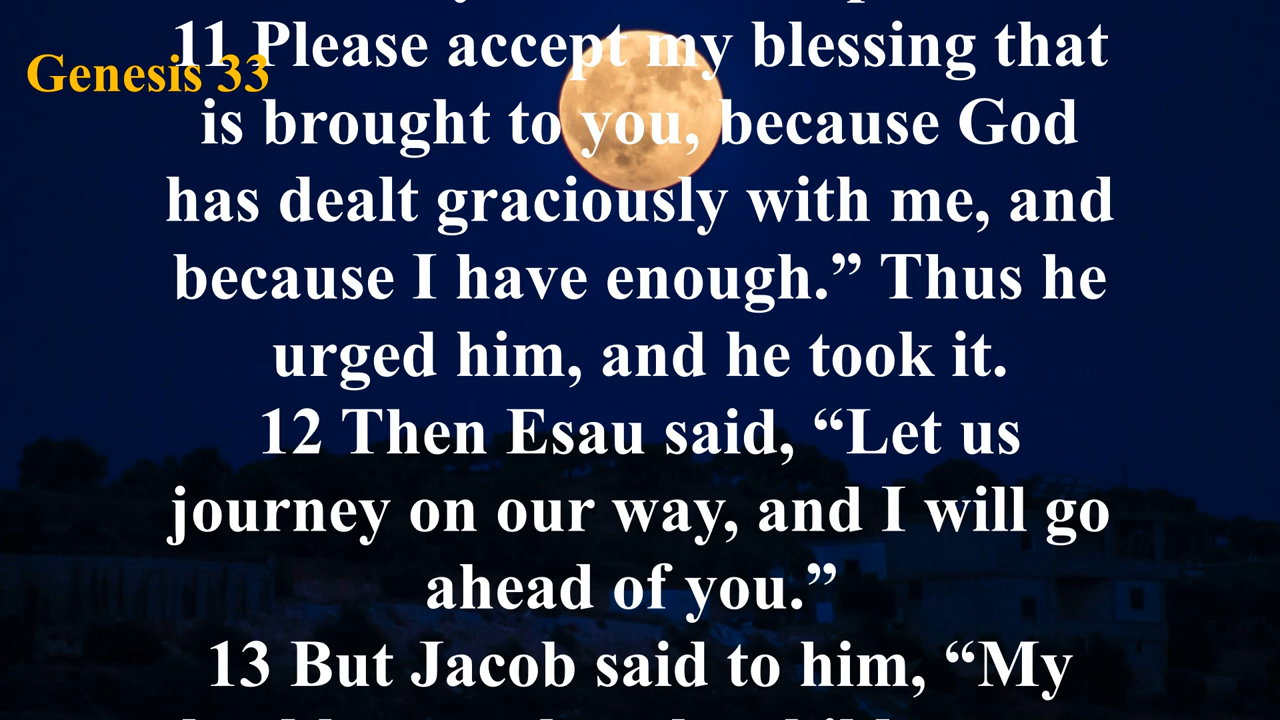 Genesis 33
11 Please accept my blessing that
is brought to you, because God
has dealt graciously with me, and
because I have enough.” Thus he
urged him, and he took it.
12 Then Esau said, “Let us
journey on our way, and I will go
ahead of you.”
13 But Jacob said to him, “My